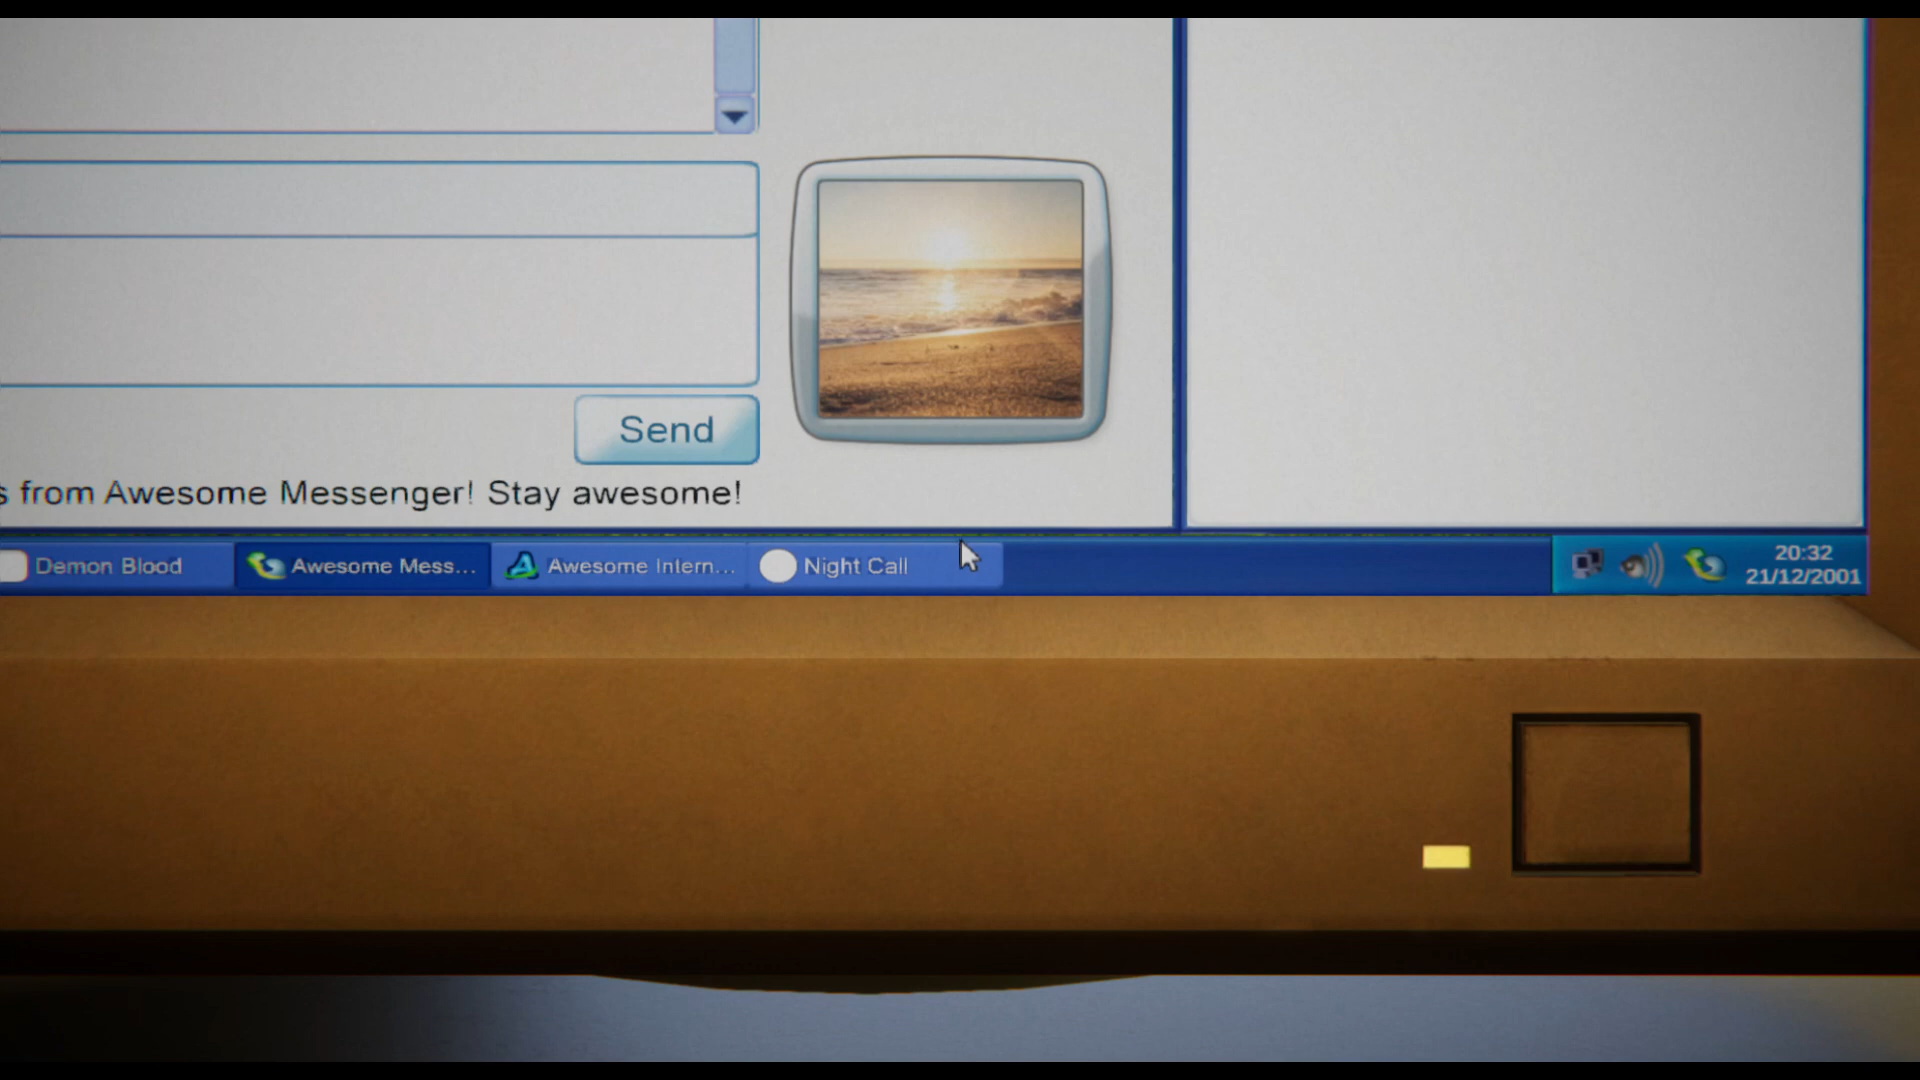 Send
s from Awesome Messenger! Stay awesome!
Demon Blood
Awesome Mess...
Awesome Intern...
Night Call
20:32
21/12/2001